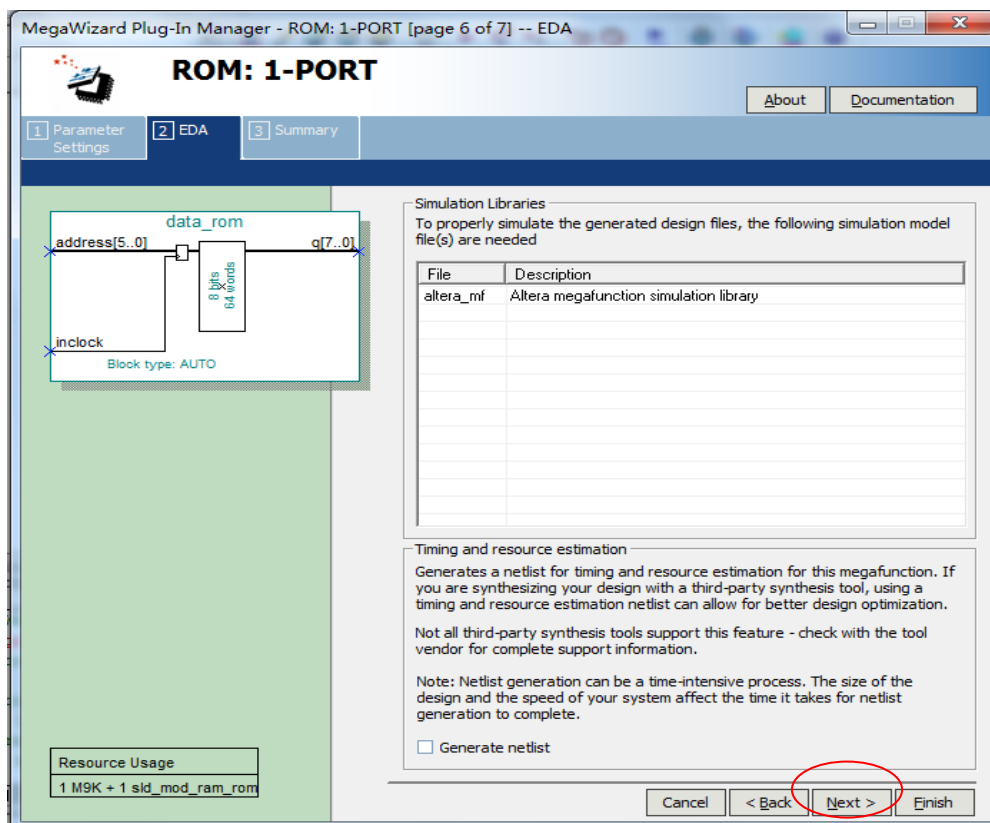 MegaWizard Plug-In Manager - ROM: 1-PORT [page 6 of 7] -- EDA
ROM: 1-PORT
About
Documentation
1 Parameter Settings
2 EDA
3 Summary
data_rom
address[5..0]
q[7..0]
8 bits
x
64 words
inclock
Block type: AUTO
Simulation Libraries
To properly simulate the generated design files, the following simulation model
file(s) are needed
File Description
altera_mf Altera megafunction simulation library
Timing and resource estimation
Generates a netlist for timing and resource estimation for this megafunction. If
you are synthesizing your design with a third-party synthesis tool, using a
timing and resource estimation netlist can allow for better design optimization.
Not all third-party synthesis tools support this feature - check with the tool
vendor for complete support information.
Note: Netlist generation can be a time-intensive process. The size of the
design and the speed of your system affect the time it takes for netlist
generation to complete.
Generate netlist
Resource Usage
1 M9K + 1 sld_mod_ram_rom
Cancel
< Back
Next >
Finish